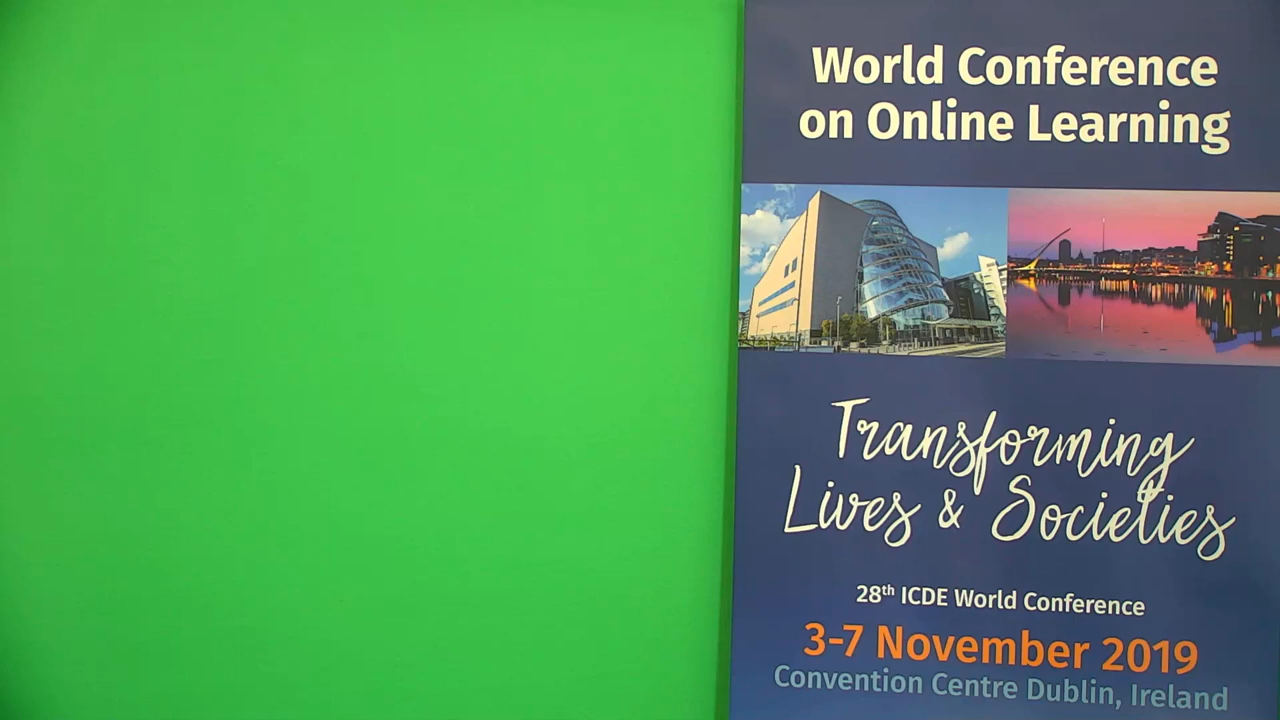 World Conference
on Online Learning
Transforming
Lives & Societies
28th ICDE World Conference
3-7 November 2019
Convention Centre Dublin, Ireland